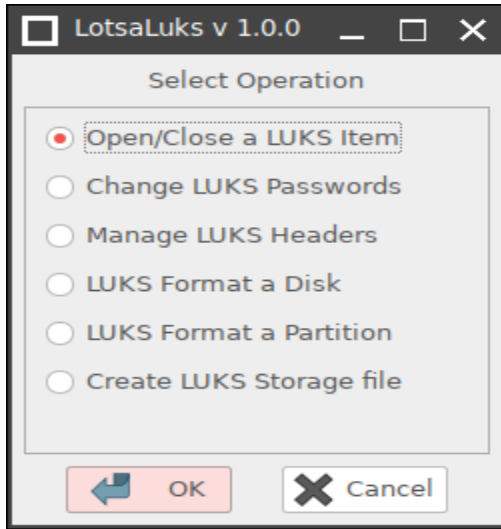 LotsaLuks v 1.0.0
Select Operation
Open/Close a LUKS Item
Change LUKS Passwords
Manage LUKS Headers
LUKS Format a Disk
LUKS Format a Partition
Create LUKS Storage file
OK
Cancel